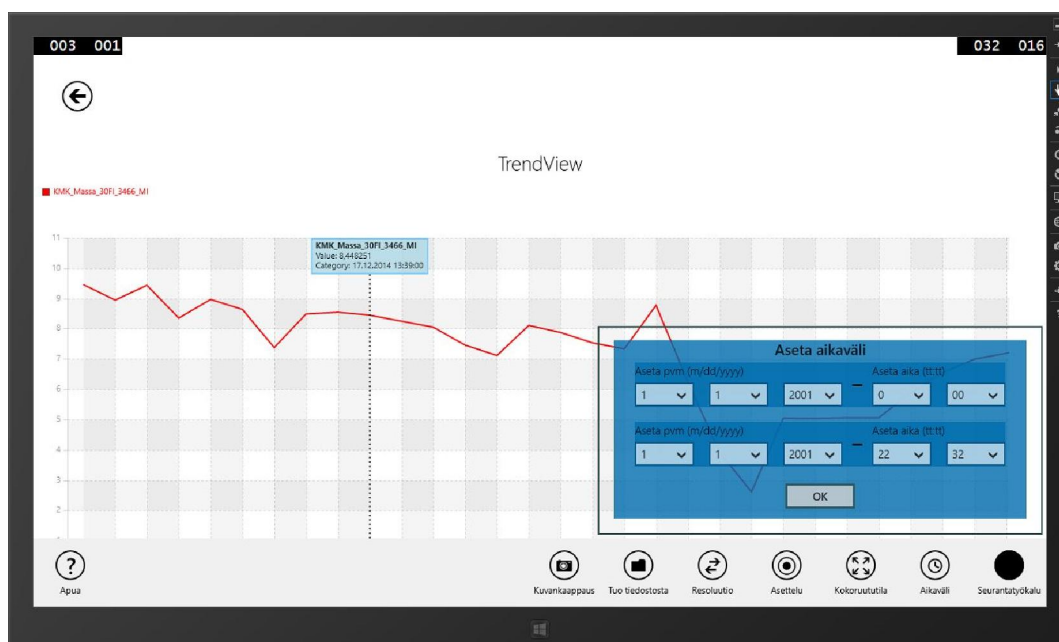 003 001
032 016
TrendView
KMK_Massa_30FI_3466_MI
11
10
9
8
7
6
5
4
3
2
KMK_Massa_30FI_3466_MI
Value: 8,448251
Category: 17.12.2014 13:39:00
Aseta aikaväli
Aseta pvm (m/dd/yyyy) Aseta aika (tt:tt)
1 1 2001 – 0 00
Aseta pvm (m/dd/yyyy) Aseta aika (tt:tt)
1 1 2001 – 22 32
OK
? Apua
Kuvankaappaus Tuo tiedostosta Resoluutio Asettelu Kokoruututila Aikaväli Seurantatyökalu